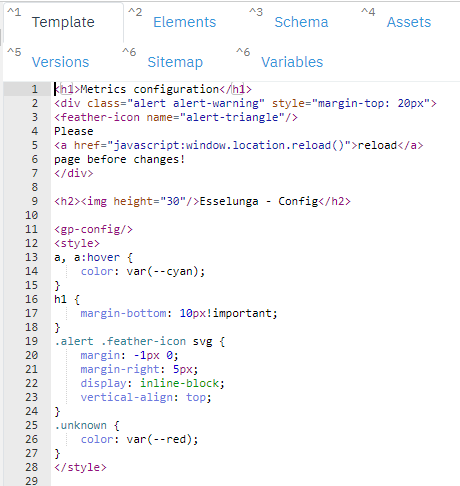 ^1 Template ^2 Elements ^3 Schema ^4 Assets
^5 Versions ^6 Sitemap ^6 Variables
1 <h1>Metrics configuration</h1>
2 <div class="alert alert-warning" style="margin-top: 20px">
3 <feather-icon name="alert-triangle"/>
4 Please
5 <a href="javascript:window.location.reload()">reload</a>
6 page before changes!
7 </div>
8
9 <h2><img height="30"/>Esselunga - Config</h2>
10
11 <gp-config/>
12 <style>
13 a, a:hover {
14     color: var(--cyan);
15 }
16 h1 {
17     margin-bottom: 10px!important;
18 }
19 .alert .feather-icon svg {
20     margin: -1px 0;
21     margin-right: 5px;
22     display: inline-block;
23     vertical-align: top;
24 }
25 .unknown {
26     color: var(--red);
27 }
28 </style>
29